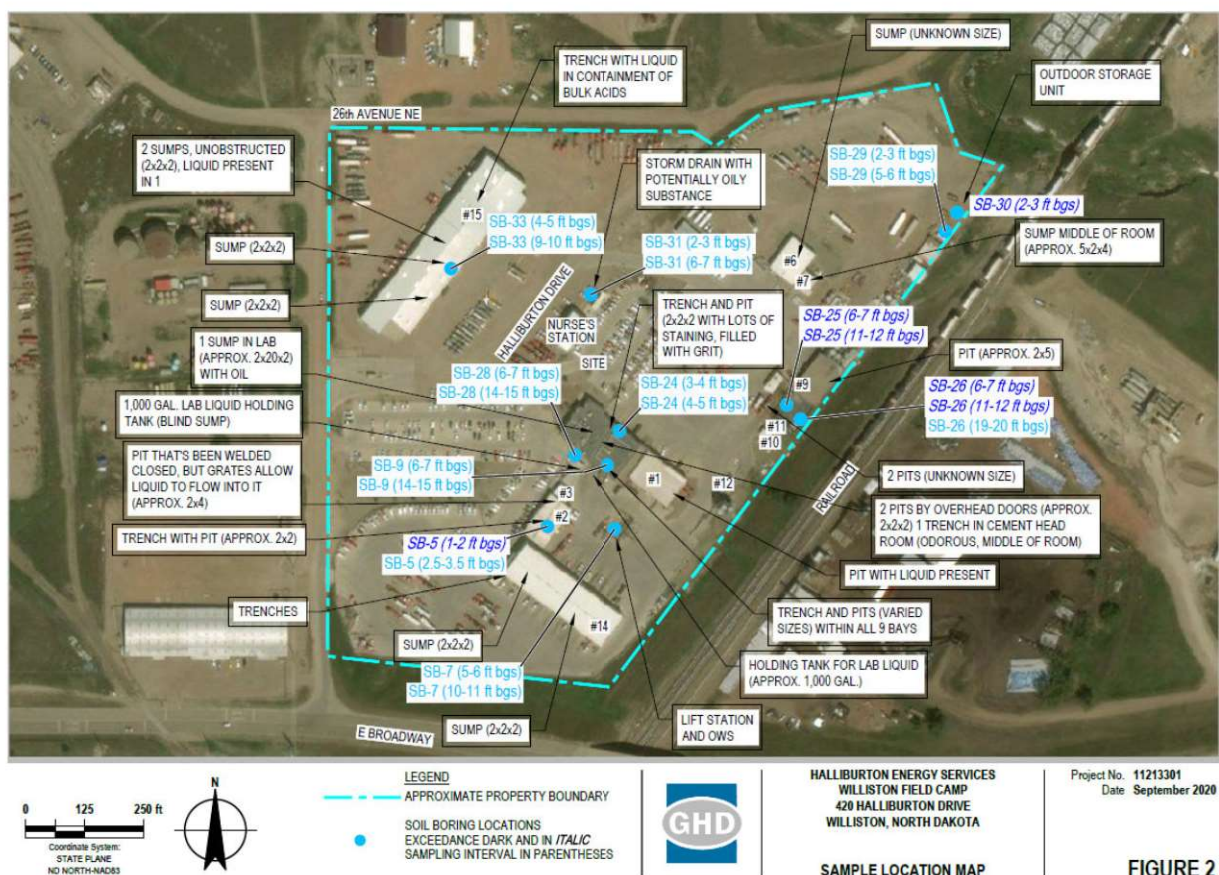 SUMP (UNKNOWN SIZE)
TRENCH WITH LIQUID
IN CONTAINMENT OF
BULK ACIDS
OUTDOOR STORAGE
UNIT
26th AVENUE NE
2 SUMPS, UNOBSTRUCTED
(2x2x2), LIQUID PRESENT
IN 1
STORM DRAIN WITH
POTENTIALLY OILY
SUBSTANCE
SB-29 (2-3 ft bgs)
SB-29 (5-6 ft bgs)
SB-30 (2-3 ft bgs)
#15
SB-33 (4-5 ft bgs)
SB-33 (9-10 ft bgs)
SUMP (2x2x2)
SB-31 (2-3 ft bgs)
SB-31 (6-7 ft bgs)
SUMP MIDDLE OF ROOM
(APPROX. 5x2x4)
#6
#7
SUMP (2x2x2)
HALLIBURTON DRIVE
NURSE'S
STATION
SITE
TRENCH AND PIT
(2x2x2 WITH LOTS OF
STAINING, FILLED
WITH GRIT)
SB-25 (6-7 ft bgs)
SB-25 (11-12 ft bgs)
1 SUMP IN LAB
(APPROX. 2x20x2)
WITH OIL
PIT (APPROX. 2x5)
SB-28 (6-7 ft bgs)
SB-28 (14-15 ft bgs)
SB-24 (3-4 ft bgs)
SB-24 (4-5 ft bgs)
#9
SB-26 (6-7 ft bgs)
SB-26 (11-12 ft bgs)
SB-26 (19-20 ft bgs)
1,000 GAL. LAB LIQUID HOLDING
TANK (BLIND SUMP)
#11
#10
PIT THAT'S BEEN WELDED
CLOSED, BUT GRATES ALLOW
LIQUID TO FLOW INTO IT
(APPROX. 2x4)
SB-9 (6-7 ft bgs)
SB-9 (14-15 ft bgs)
2 PITS (UNKNOWN SIZE)
#1
#12
#3
#2
RAILROAD
2 PITS BY OVERHEAD DOORS (APPROX.
2x2x2) 1 TRENCH IN CEMENT HEAD
ROOM (ODOROUS, MIDDLE OF ROOM)
TRENCH WITH PIT (APPROX. 2x2)
SB-5 (1-2 ft bgs)
SB-5 (2.5-3.5 ft bgs)
PIT WITH LIQUID PRESENT
TRENCHES
TRENCH AND PITS (VARIED
SIZES) WITHIN ALL 9 BAYS
#14
SUMP (2x2x2)
SB-7 (5-6 ft bgs)
SB-7 (10-11 ft bgs)
HOLDING TANK FOR LAB LIQUID
(APPROX. 1,000 GAL.)
LIFT STATION
AND OWS
E BROADWAY
SUMP (2x2x2)
0 125 250 ft
Coordinate System:
STATE PLANE
ND NORTH-NAD83
N
LEGEND
APPROXIMATE PROPERTY BOUNDARY
SOIL BORING LOCATIONS
EXCEEDANCE DARK AND IN ITALIC
SAMPLING INTERVAL IN PARENTHESES
GHD
HALLIBURTON ENERGY SERVICES
WILLISTON FIELD CAMP
420 HALLIBURTON DRIVE
WILLISTON, NORTH DAKOTA
SAMPLE LOCATION MAP
Project No. 11213301
Date September 2020
FIGURE 2